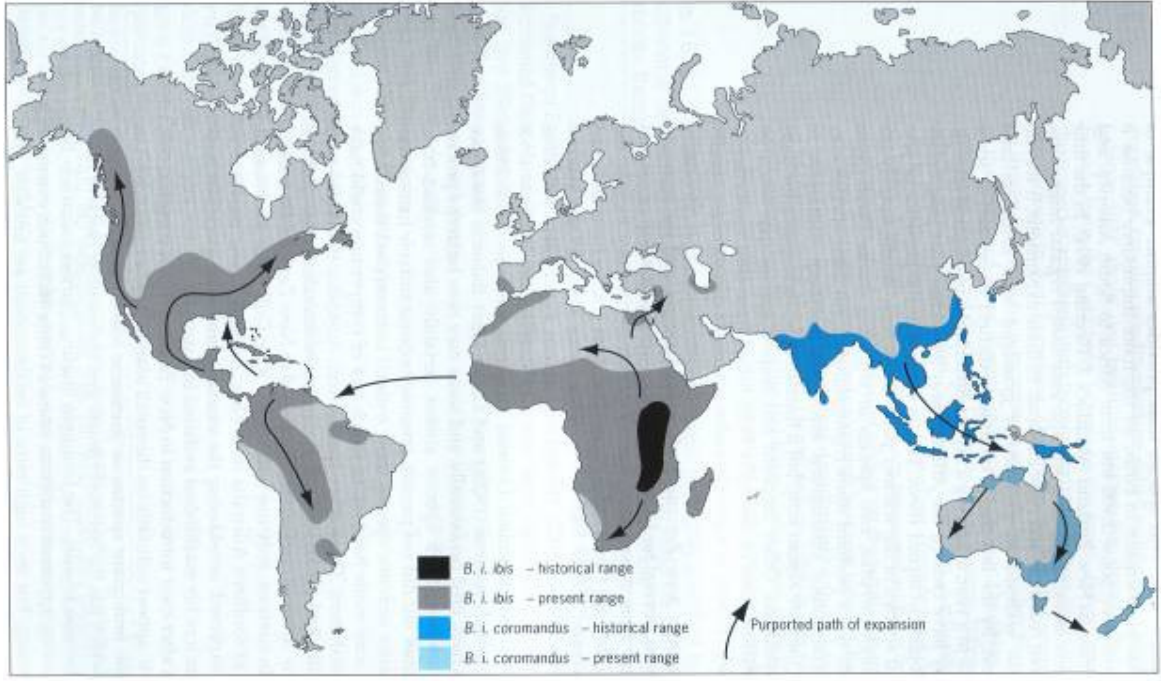 B. i. ibis – historical range
B. i. ibis – present range
B. i. coromandus – historical range
B. i. coromandus – present range
Purported path of expansion